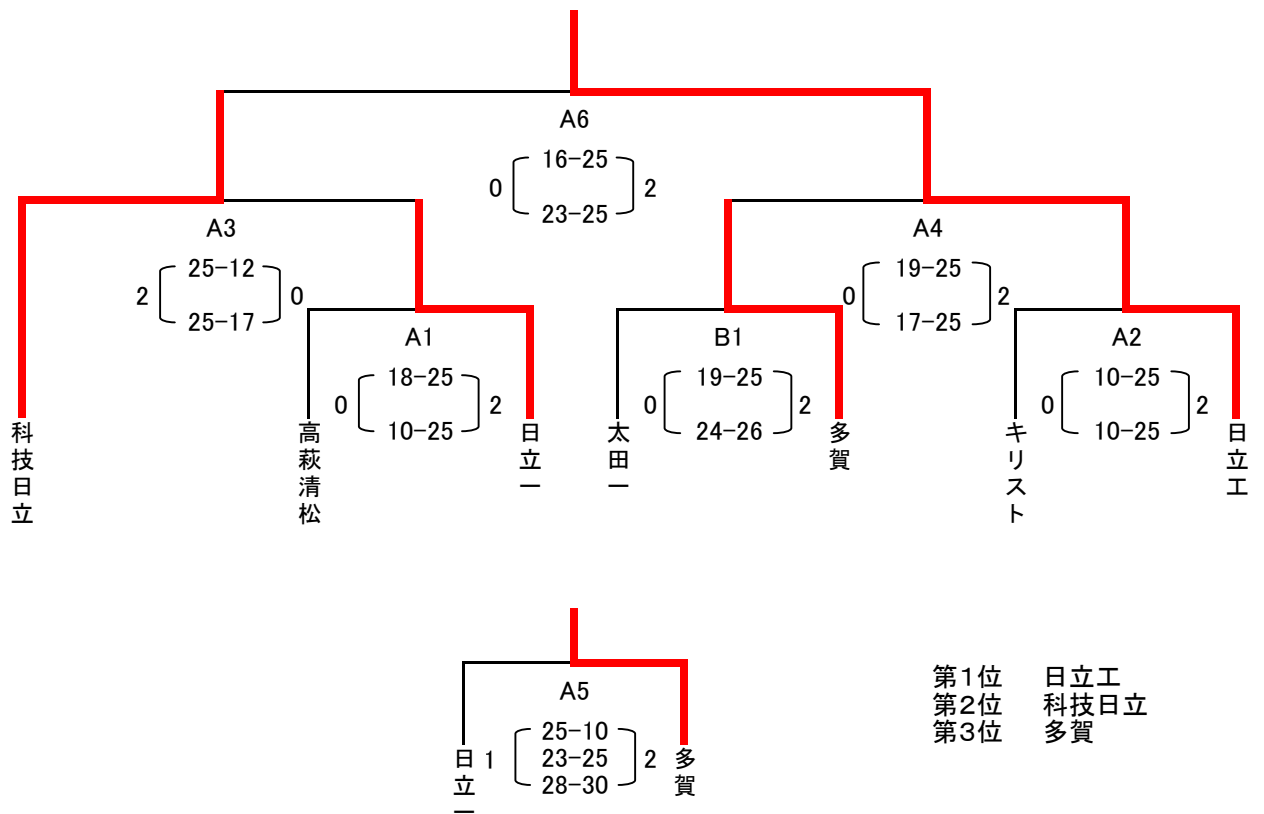 A6
16-25
0 2
23-25
A3
A4
25-12
19-25
2 0
0 2
25-17
17-25
A1
B1
A2
18-25
19-25
10-25
0 2
0 2
0 2
10-25
24-26
10-25
科技日立
高萩清松
日立一
太田一
多賀
キリスト
日立工
A5
25-10
1 23-25 2
28-30
日立一
多賀
第1位 日立工
第2位 科技日立
第3位 多賀